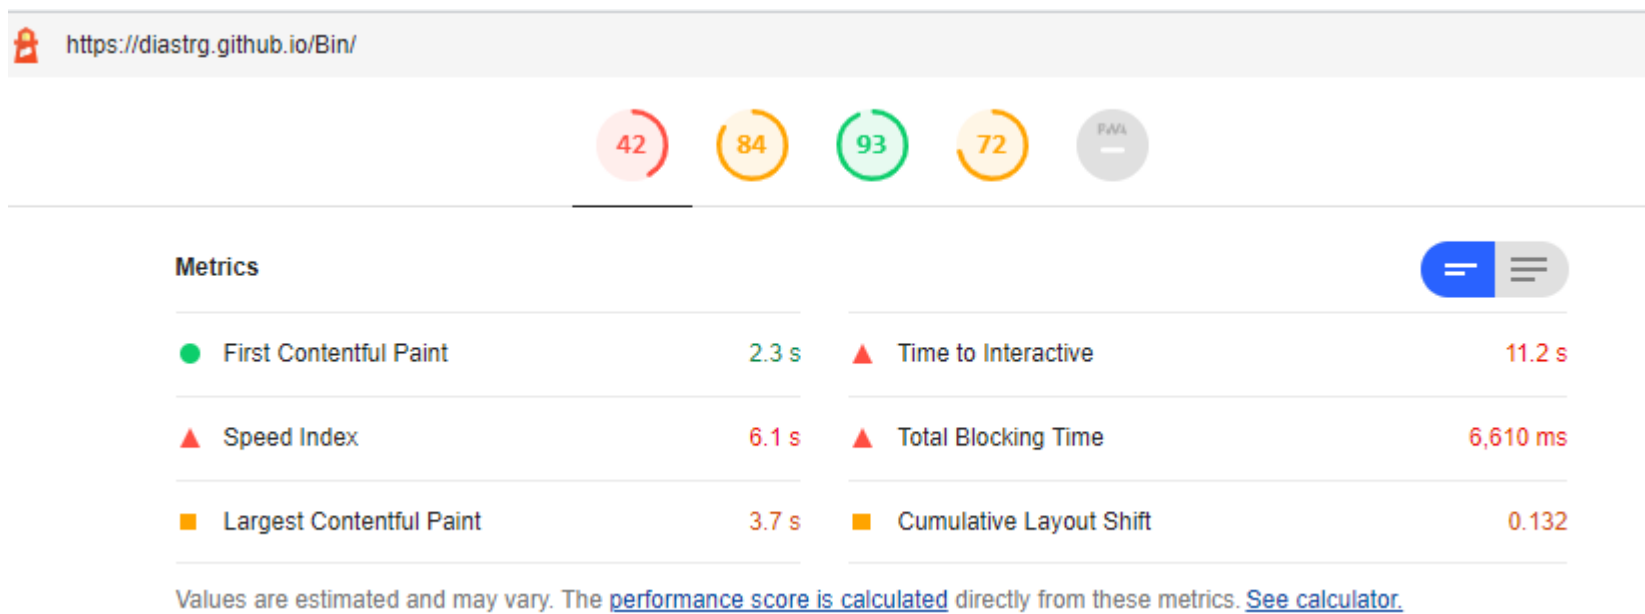 https://diastrg.github.io/Bin/
42 84 93 72 PWA
Metrics
First Contentful Paint 2.3 s
Time to Interactive 11.2 s
Speed Index 6.1 s
Total Blocking Time 6,610 ms
Largest Contentful Paint 3.7 s
Cumulative Layout Shift 0.132
Values are estimated and may vary. The performance score is calculated directly from these metrics. See calculator.